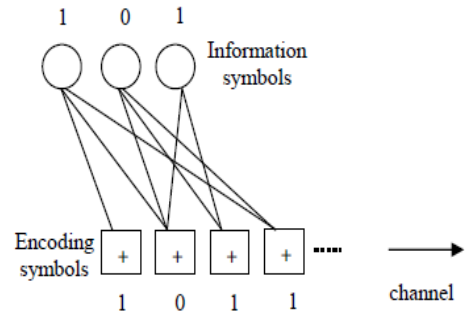 1 0 1
Information
symbols
Encoding
symbols
+ + + +
1 0 1 1
channel